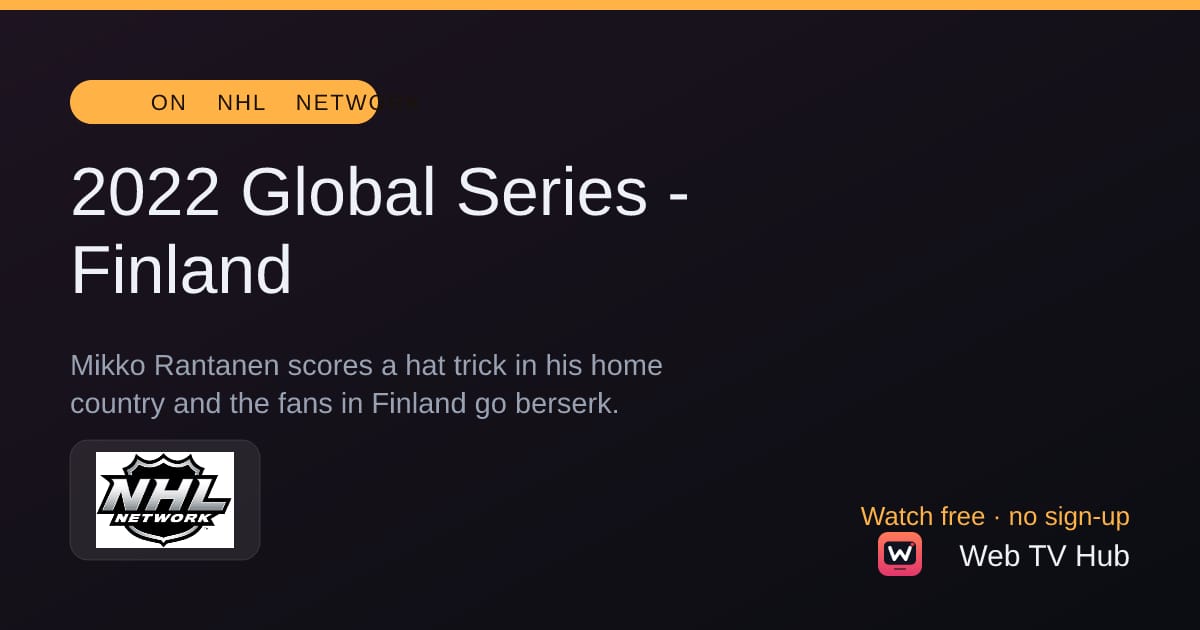 ON NHL NETWORK
2022 Global Series -
Finland
Mikko Rantanen scores a hat trick in his home
country and the fans in Finland go berserk.
NHL
NETWORK
Watch free · no sign-up
W
Web TV Hub